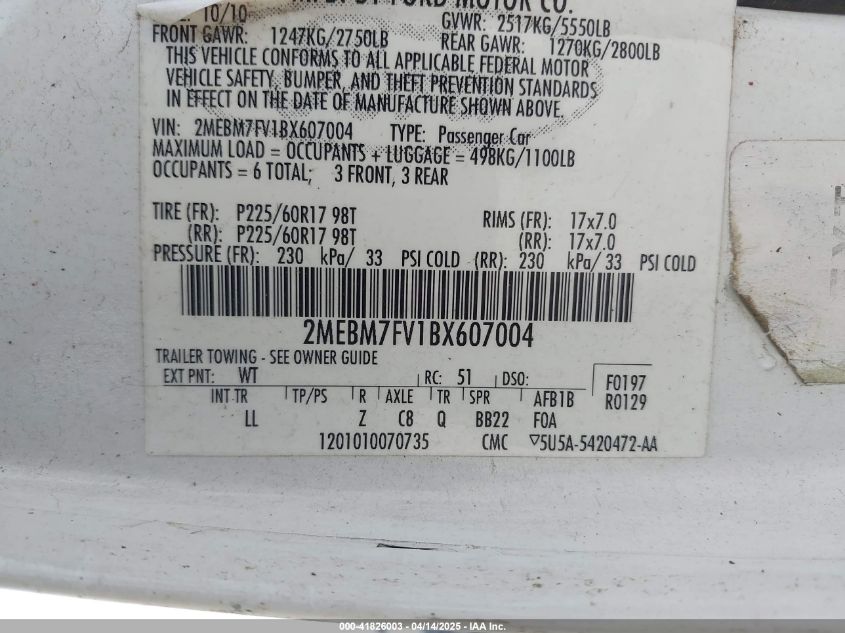 BY FORD MOTOR CO.
10/10 GVWR: 2517KG/5550LB
FRONT GAWR: 1247KG/2750LB REAR GAWR: 1270KG/2800LB
THIS VEHICLE CONFORMS TO ALL APPLICABLE FEDERAL MOTOR
VEHICLE SAFETY, BUMPER, AND THEFT PREVENTION STANDARDS
IN EFFECT ON THE DATE OF MANUFACTURE SHOWN ABOVE.
VIN: 2MEBM7FV1BX607004 TYPE: Passenger Car
MAXIMUM LOAD = OCCUPANTS + LUGGAGE = 498KG/1100LB
OCCUPANTS = 6 TOTAL; 3 FRONT, 3 REAR
TIRE (FR): P225/60R17 98T RIMS (FR): 17x7.0
(RR): P225/60R17 98T (RR): 17x7.0
PRESSURE (FR): 230 kPa/ 33 PSI COLD (RR): 230 kPa/ 33 PSI COLD
2MEBM7FV1BX607004
TRAILER TOWING - SEE OWNER GUIDE
EXT PNT: WT RC: 51 DSO: F0197
INT TR TP/PS R AXLE TR SPR AFB1B R0129
LL Z C8 Q BB22 FOA
1201010070735 CMC ▽5U5A-5420472-AA
000-41826003 - 04/14/2025 - IAA Inc.